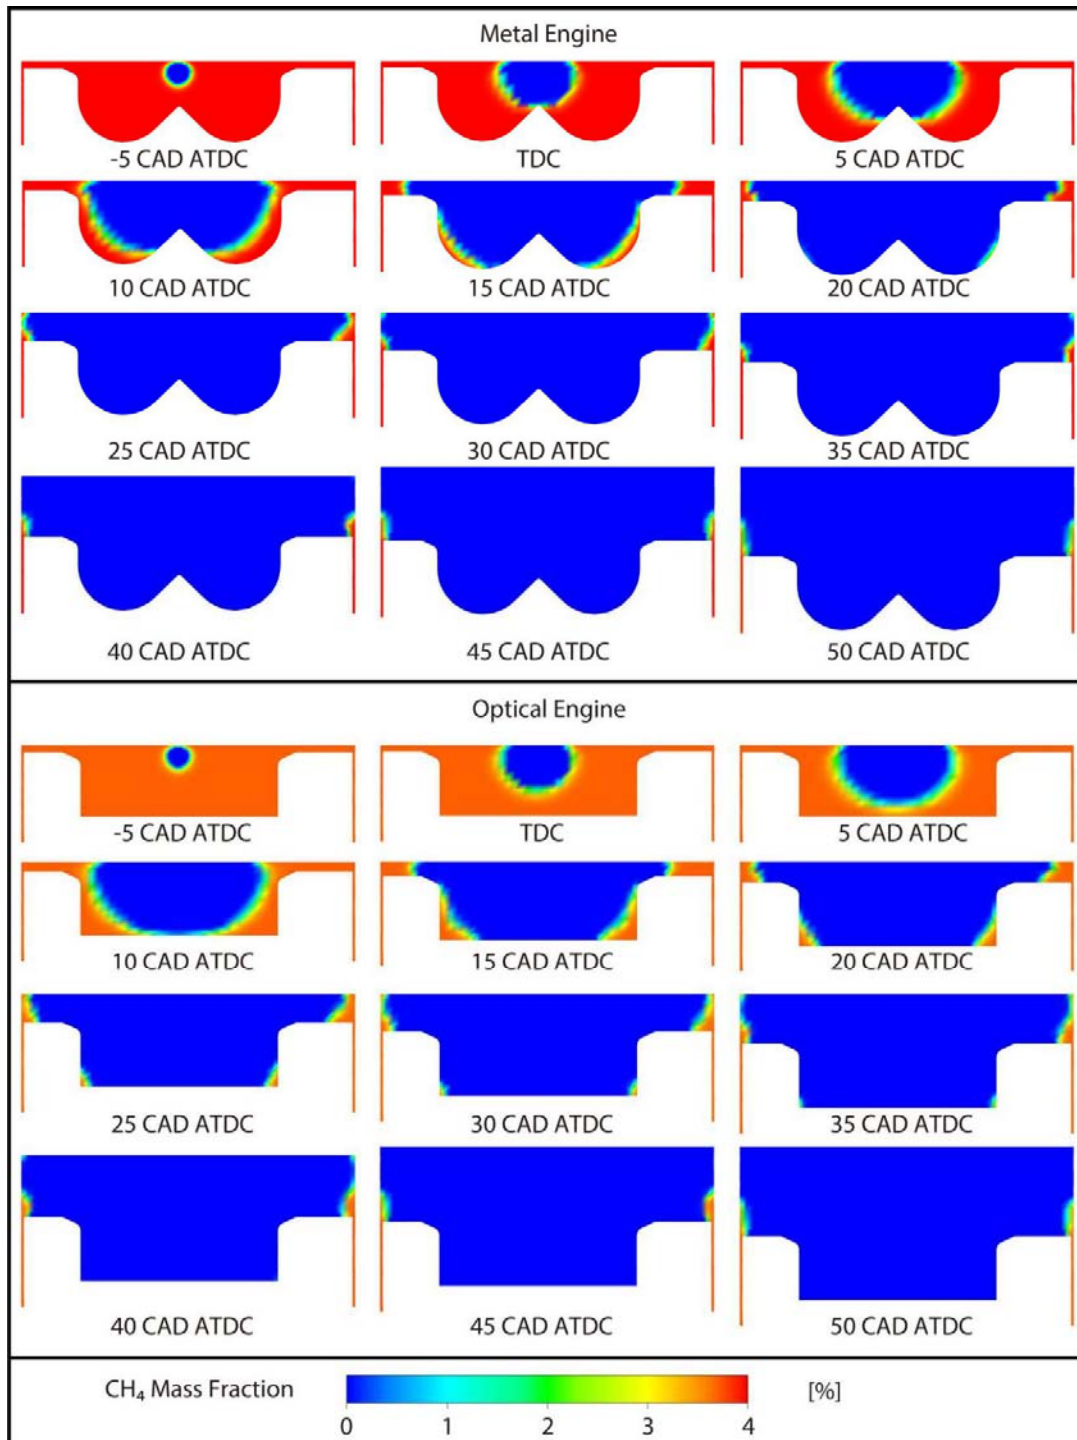 Metal Engine
-5 CAD ATDC TDC 5 CAD ATDC
10 CAD ATDC 15 CAD ATDC 20 CAD ATDC
25 CAD ATDC 30 CAD ATDC 35 CAD ATDC
40 CAD ATDC 45 CAD ATDC 50 CAD ATDC
Optical Engine
-5 CAD ATDC TDC 5 CAD ATDC
10 CAD ATDC 15 CAD ATDC 20 CAD ATDC
25 CAD ATDC 30 CAD ATDC 35 CAD ATDC
40 CAD ATDC 45 CAD ATDC 50 CAD ATDC
CH₄ Mass Fraction [%]
0 1 2 3 4